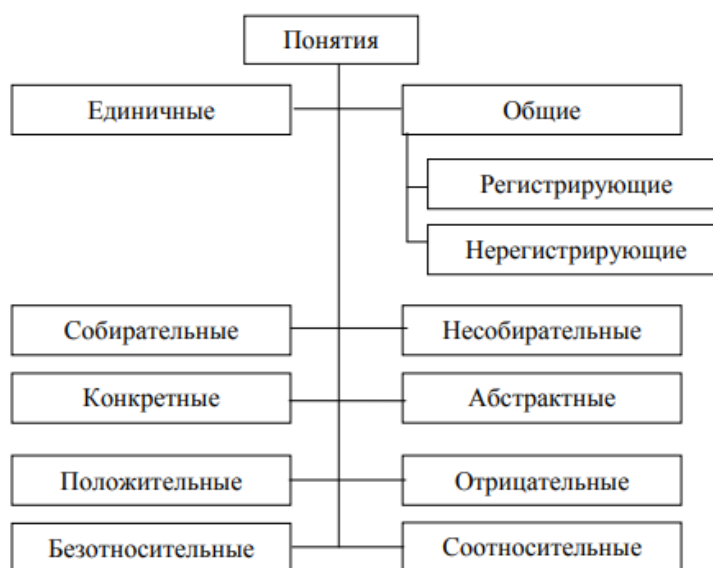 Понятия
Единичные
Общие
Регистрирующие
Нерегистрирующие
Собирательные
Несобирательные
Конкретные
Абстрактные
Положительные
Отрицательные
Безотносительные
Соотносительные